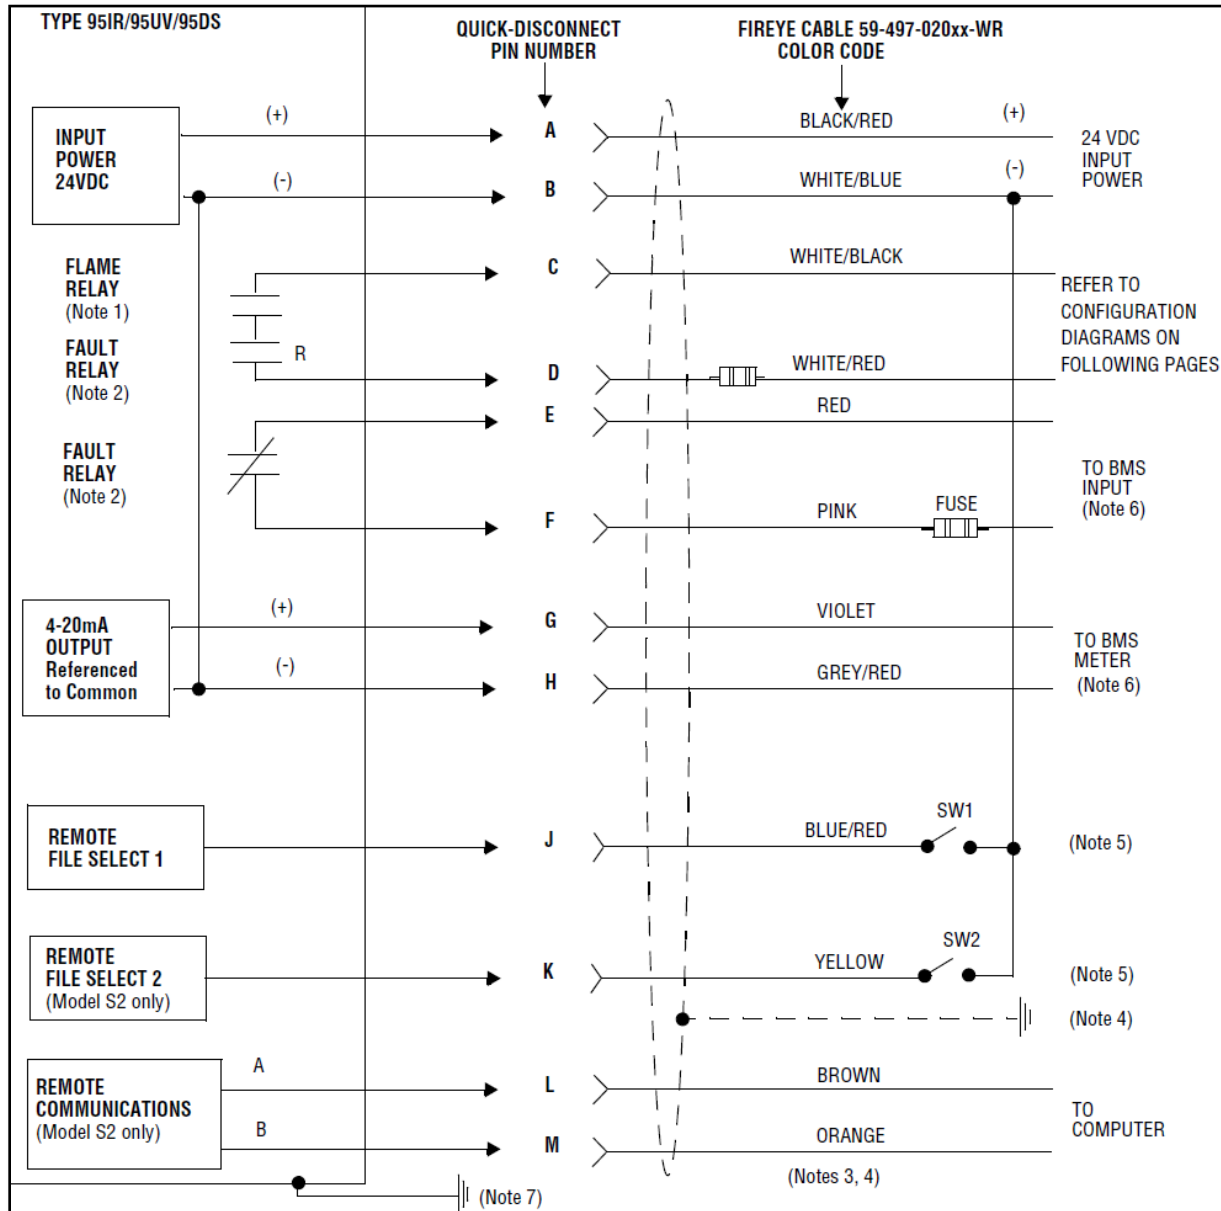 TYPE 95IR/95UV/95DS
QUICK-DISCONNECT
PIN NUMBER
FIREYE CABLE 59-497-020xx-WR
COLOR CODE
INPUT
POWER
24VDC
(+)
A
BLACK/RED
(+)
24 VDC
INPUT
POWER
(-)
B
WHITE/BLUE
(-)
FLAME
RELAY
(Note 1)
C
WHITE/BLACK
REFER TO
CONFIGURATION
DIAGRAMS ON
FOLLOWING PAGES
FAULT
RELAY
(Note 2)
R
D
WHITE/RED
E
RED
FAULT
RELAY
(Note 2)
F
PINK
FUSE
TO BMS
INPUT
(Note 6)
4-20mA
OUTPUT
Referenced
to Common
(+)
G
VIOLET
TO BMS
METER
(Note 6)
(-)
H
GREY/RED
REMOTE
FILE SELECT 1
J
BLUE/RED
SW1
(Note 5)
REMOTE
FILE SELECT 2
(Model S2 only)
K
YELLOW
SW2
(Note 5)
(Note 4)
REMOTE
COMMUNICATIONS
(Model S2 only)
A
L
BROWN
TO
COMPUTER
B
M
ORANGE
(Notes 3, 4)
(Note 7)